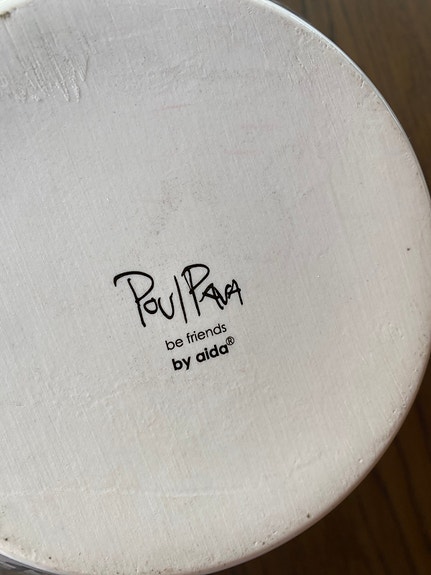 Poul Pava
be friends
by aida®